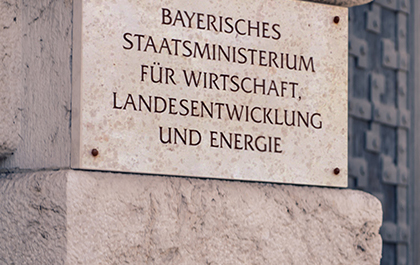 BAYERISCHES
STAATSMINISTERIUM
FÜR WIRTSCHAFT,
LANDESENTWICKLUNG
UND ENERGIE